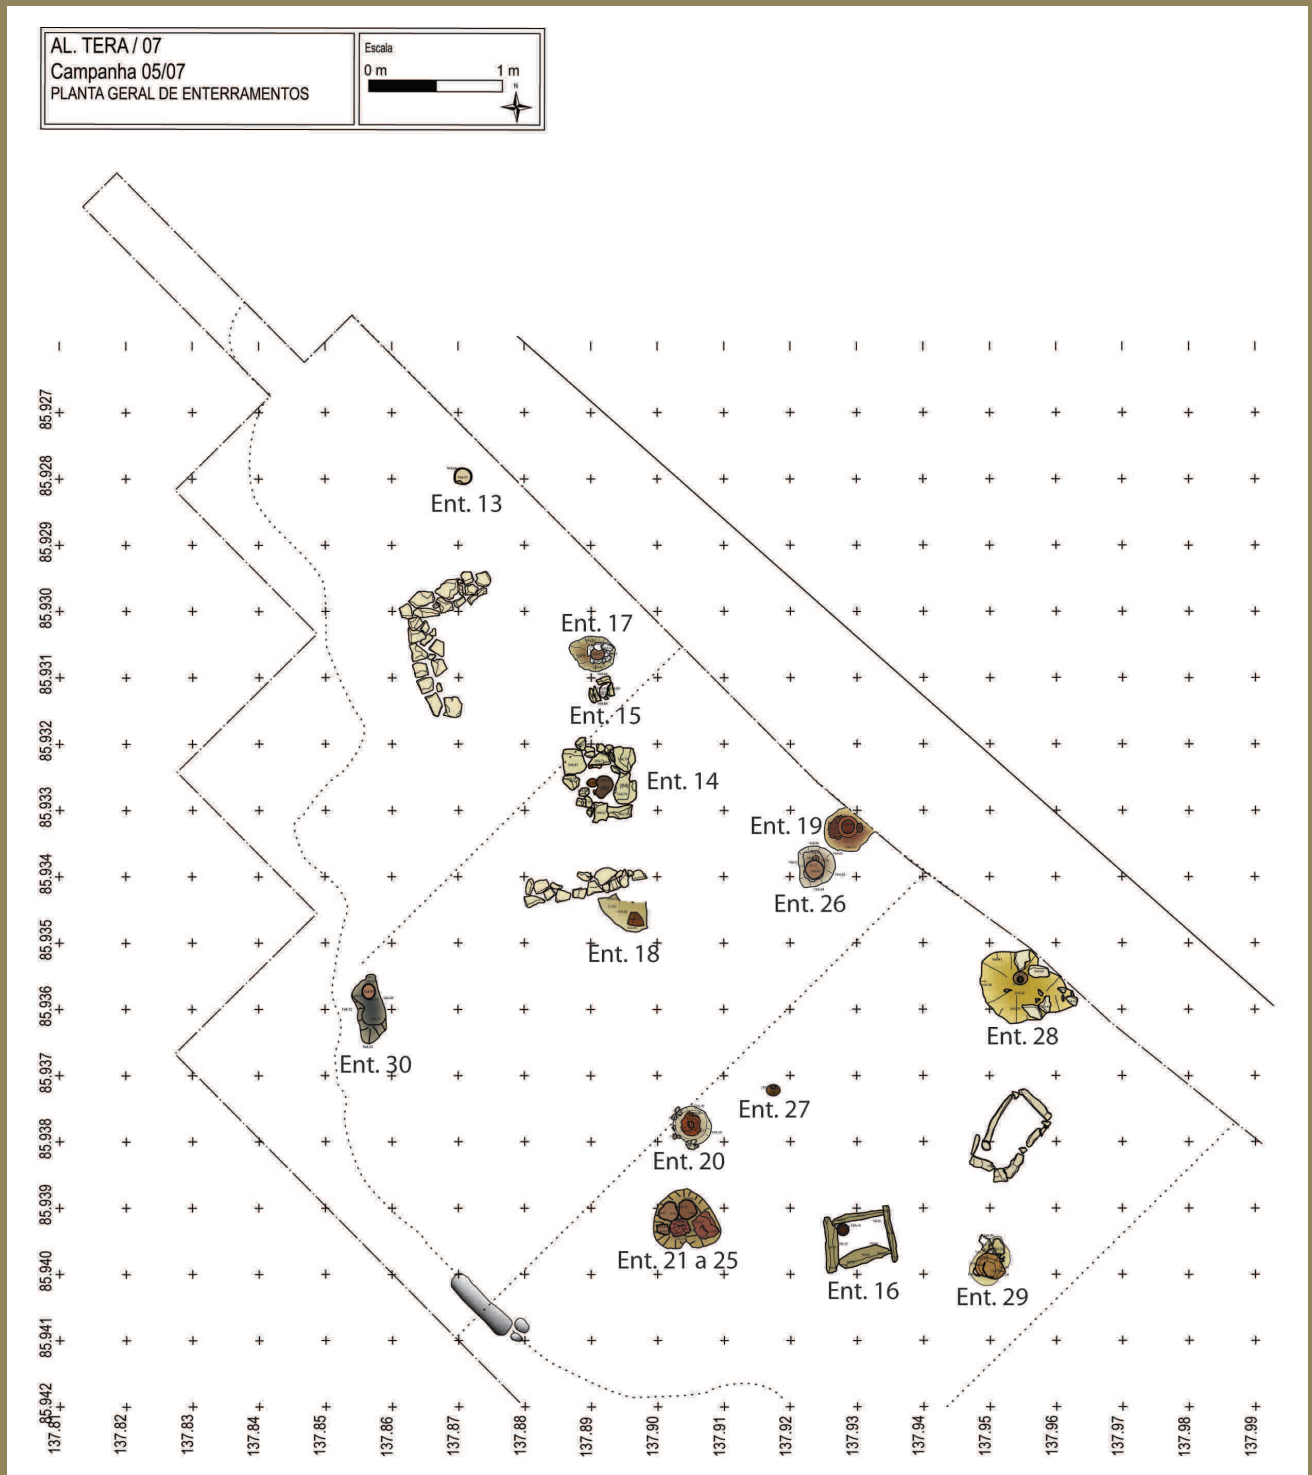 AL. TERA / 07
Campanha 05/07
PLANTA GERAL DE ENTERRAMENTOS
Escala
0 m 1 m
N
85.927
85.928
Ent. 13
85.929
85.930
Ent. 17
85.931
Ent. 15
85.932
Ent. 14
85.933
Ent. 19
85.934
Ent. 26
85.935
Ent. 18
85.936
Ent. 28
Ent. 30
85.937
Ent. 27
85.938
Ent. 20
85.939
Ent. 21 a 25
85.940
Ent. 16
Ent. 29
85.941
85.942
137.81
137.82
137.83
137.84
137.85
137.86
137.87
137.88
137.89
137.90
137.91
137.92
137.93
137.94
137.95
137.96
137.97
137.98
137.99